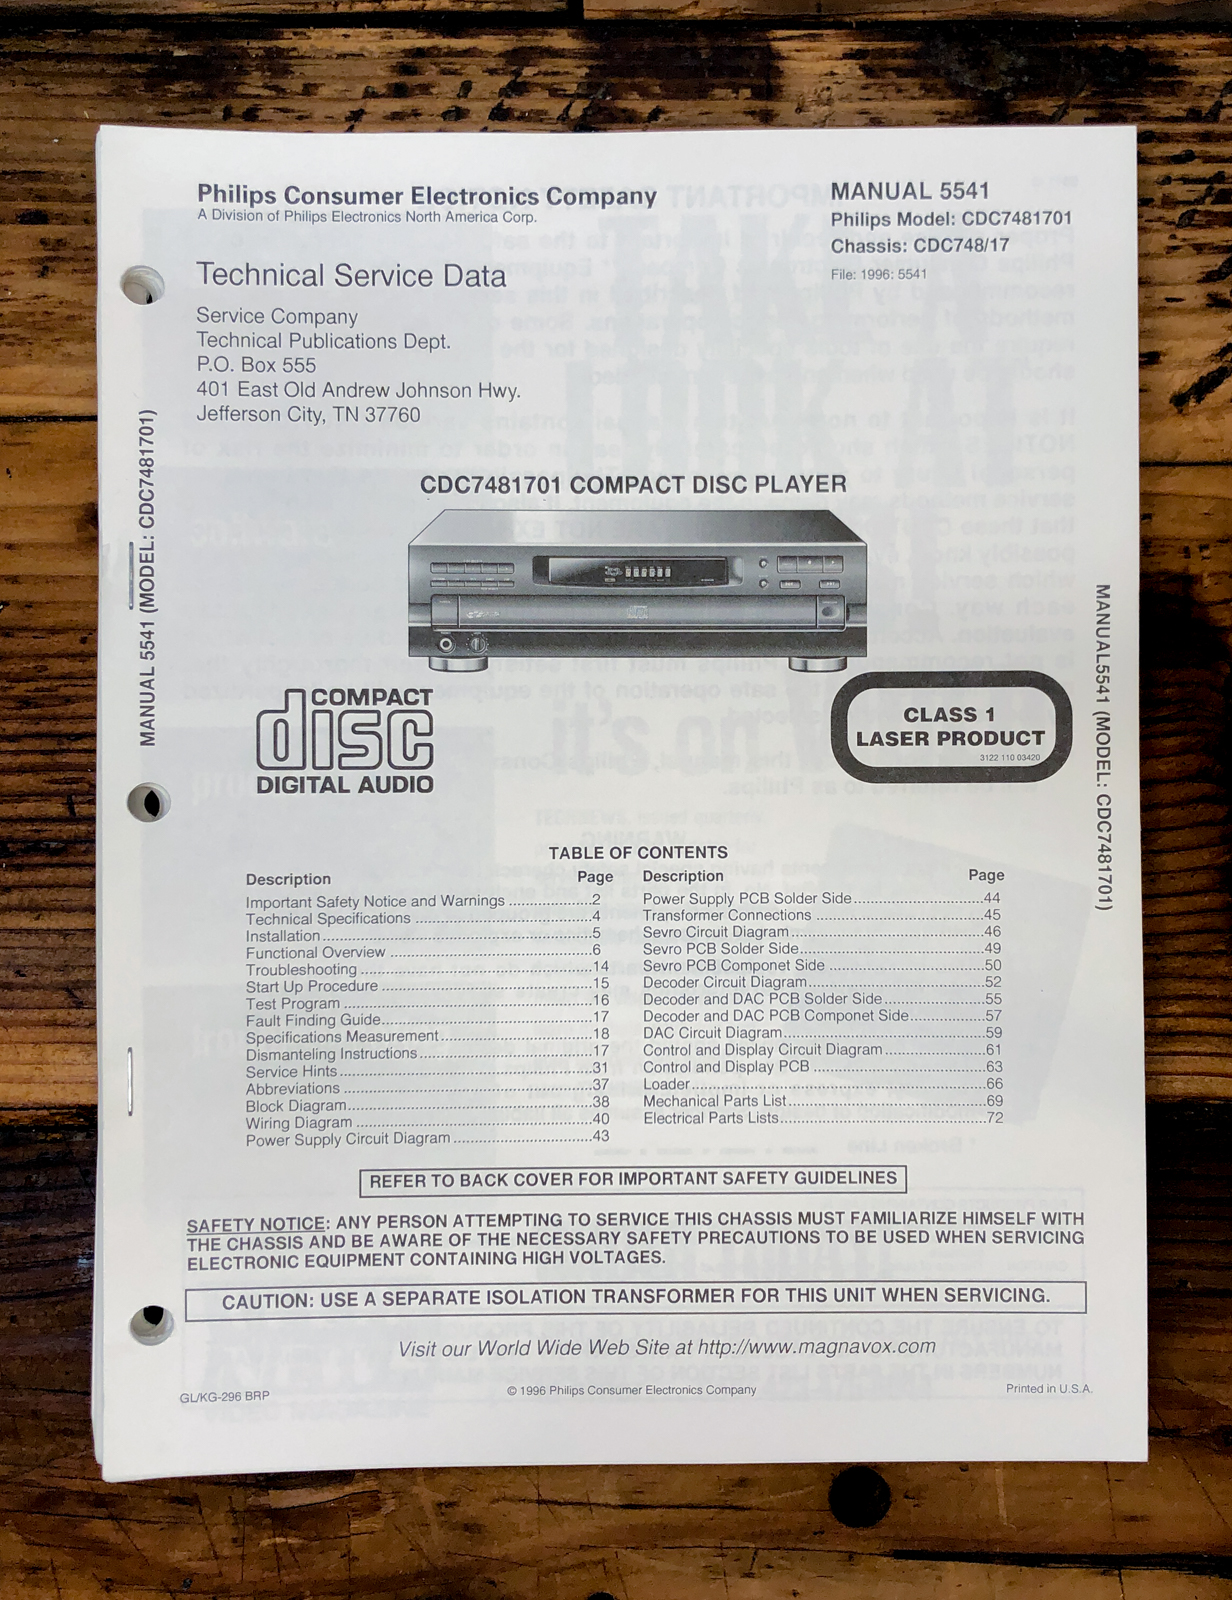 Philips Consumer Electronics Company
A Division of Philips Electronics North America Corp.
MANUAL 5541
Philips Model: CDC7481701
Chassis: CDC748/17
File: 1996: 5541
Technical Service Data
Service Company
Technical Publications Dept.
P.O. Box 555
401 East Old Andrew Johnson Hwy.
Jefferson City, TN 37760
MANUAL 5541 (MODEL: CDC7481701)
CDC7481701 COMPACT DISC PLAYER
COMPACT
disc
DIGITAL AUDIO
CLASS 1
LASER PRODUCT
3122 110 03420
MANUAL5541 (MODEL: CDC7481701)
TABLE OF CONTENTS
Description Page
Important Safety Notice and Warnings ..................2
Technical Specifications ......................................4
Installation..........................................................5
Functional Overview ...........................................6
Troubleshooting ..................................................14
Start Up Procedure .............................................15
Test Program .....................................................16
Fault Finding Guide.............................................17
Specifications Measurement................................18
Dismanteling Instructions.....................................17
Service Hints ......................................................31
Abbreviations .....................................................37
Block Diagram.....................................................38
Wiring Diagram ...................................................40
Power Supply Circuit Diagram .............................43
Description Page
Power Supply PCB Solder Side...........................44
Transformer Connections ...................................45
Sevro Circuit Diagram.........................................46
Sevro PCB Solder Side.......................................49
Sevro PCB Componet Side .................................50
Decoder Circuit Diagram.....................................52
Decoder and DAC PCB Solder Side.....................55
Decoder and DAC PCB Componet Side................57
DAC Circuit Diagram...........................................59
Control and Display Circuit Diagram .....................61
Control and Display PCB .....................................63
Loader................................................................66
Mechanical Parts List..........................................69
Electrical Parts Lists............................................72
REFER TO BACK COVER FOR IMPORTANT SAFETY GUIDELINES
SAFETY NOTICE: ANY PERSON ATTEMPTING TO SERVICE THIS CHASSIS MUST FAMILIARIZE HIMSELF WITH
THE CHASSIS AND BE AWARE OF THE NECESSARY SAFETY PRECAUTIONS TO BE USED WHEN SERVICING
ELECTRONIC EQUIPMENT CONTAINING HIGH VOLTAGES.
CAUTION: USE A SEPARATE ISOLATION TRANSFORMER FOR THIS UNIT WHEN SERVICING.
Visit our World Wide Web Site at http://www.magnavox.com
GL/KG-296 BRP
© 1996 Philips Consumer Electronics Company
Printed in U.S.A.